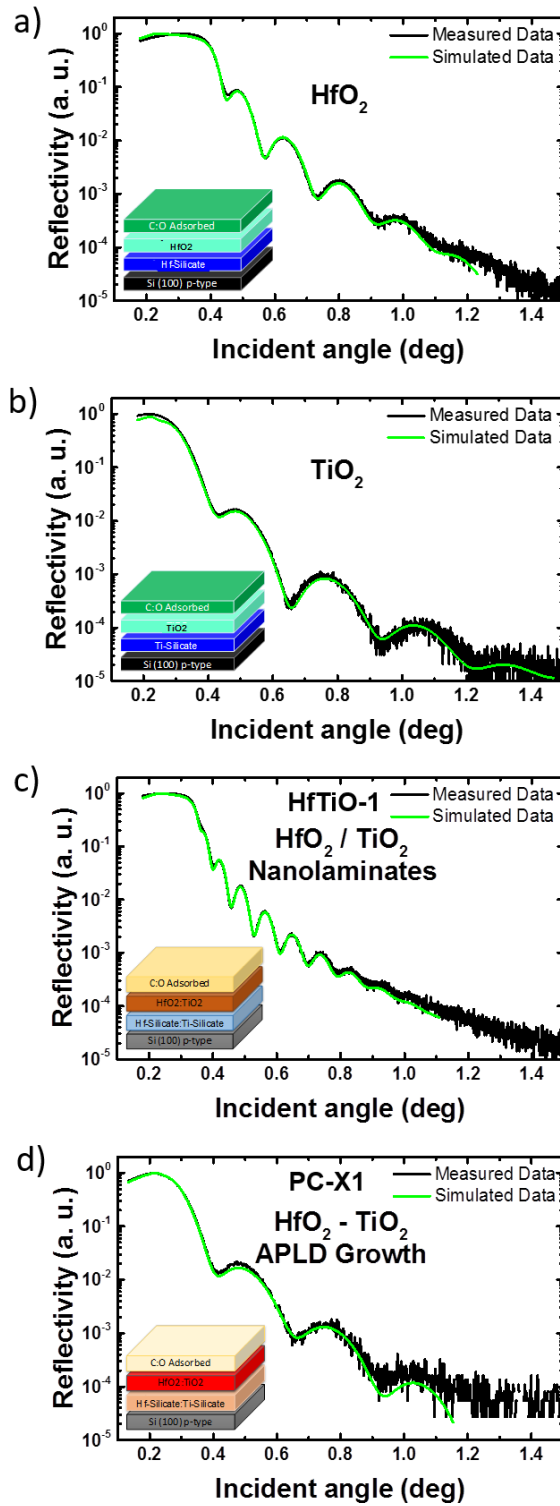 a)
Reflectivity (a. u.)
10⁰
10⁻¹
10⁻²
10⁻³
10⁻⁴
10⁻⁵
Measured Data
Simulated Data
HfO₂
C:O Adsorbed
HfO2
Hf-Silicate
Si (100) p-type
0.2 0.4 0.6 0.8 1.0 1.2 1.4
Incident angle (deg)
b)
Reflectivity (a. u.)
10⁰
10⁻¹
10⁻²
10⁻³
10⁻⁴
10⁻⁵
Measured Data
Simulated Data
TiO₂
C:O Adsorbed
TiO2
Ti-Silicate
Si (100) p-type
0.2 0.4 0.6 0.8 1.0 1.2 1.4
Incident angle (deg)
c)
Reflectivity (a. u.)
10⁰
10⁻¹
10⁻²
10⁻³
10⁻⁴
10⁻⁵
HfTiO-1
Measured Data
Simulated Data
HfO₂ / TiO₂
Nanolaminates
C:O Adsorbed
HfO2:TiO2
Hf-Silicate:Ti-Silicate
Si (100) p-type
0.2 0.4 0.6 0.8 1.0 1.2 1.4
Incident angle (deg)
d)
Reflectivity (a. u.)
10⁰
10⁻¹
10⁻²
10⁻³
10⁻⁴
10⁻⁵
PC-X1
Measured Data
Simulated Data
HfO₂ - TiO₂
APLD Growth
C:O Adsorbed
HfO2:TiO2
Hf-Silicate:Ti-Silicate
Si (100) p-type
0.2 0.4 0.6 0.8 1.0 1.2 1.4
Incident angle (deg)